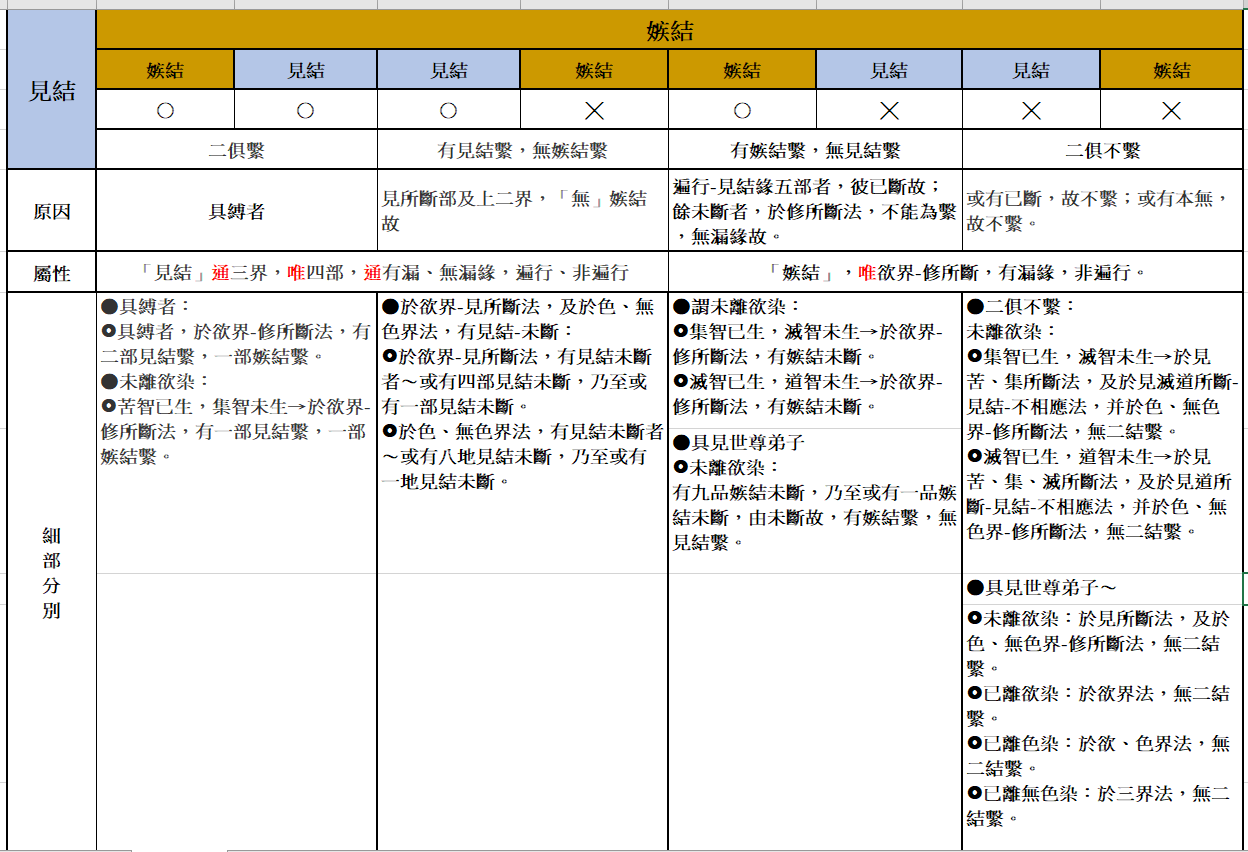 見結
嫉結
嫉結 見結 見結 嫉結 嫉結 見結 見結 嫉結
○ ○ ○ × ○ × × ×
二俱繫 有見結繫，無嫉結繫 有嫉結繫，無見結繫 二俱不繫
原因
具縛者
見所斷部及上二界，「無」嫉結
故
遍行-見結緣五部者，彼已斷故；
餘未斷者，於修所斷法，不能為繫
，無漏緣故。
或有已斷，故不繫；或有本無，
故不繫。
屬性
「見結」通三界，唯四部，通有漏、無漏緣，遍行、非遍行
「嫉結」，唯欲界-修所斷，有漏緣，非遍行。
細
部
分
別
●具縛者：
⭘具縛者，於欲界-修所斷法，有
二部見結繫，一部嫉結繫。
●未離欲染：
⭘苦智已生，集智未生→於欲界-
修所斷法，有一部見結繫，一部
嫉結繫。
●於欲界-見所斷法，及於色、無
色界法，有見結-未斷：
⭘於欲界-見所斷法，有見結未斷
者～或有四部見結未斷，乃至或
有一部見結未斷。
⭘於色、無色界法，有見結未斷者
～或有八地見結未斷，乃至或有
一地見結未斷。
●謂未離欲染：
⭘集智已生，滅智未生→於欲界-
修所斷法，有嫉結未斷。
⭘滅智已生，道智未生→於欲界-
修所斷法，有嫉結未斷。
●具見世尊弟子
⭘未離欲染：
有九品嫉結未斷，乃至或有一品嫉
結未斷，由未斷故，有嫉結繫，無
見結繫。
●二俱不繫：
未離欲染：
⭘集智已生，滅智未生→於見
苦、集所斷法，及於見滅道所斷-
見結-不相應法，并於色、無色
界-修所斷法，無二結繫。
⭘滅智已生，道智未生→於見
苦、集、滅所斷法，及於見道所
斷-見結-不相應法，并於色、無
色界-修所斷法，無二結繫。
●具見世尊弟子～
⭘未離欲染：於見所斷法，及於
色、無色界-修所斷法，無二結
繫。
⭘已離欲染：於欲界法，無二結
繫。
⭘已離色染：於欲、色界法，無
二結繫。
⭘已離無色染：於三界法，無二
結繫。